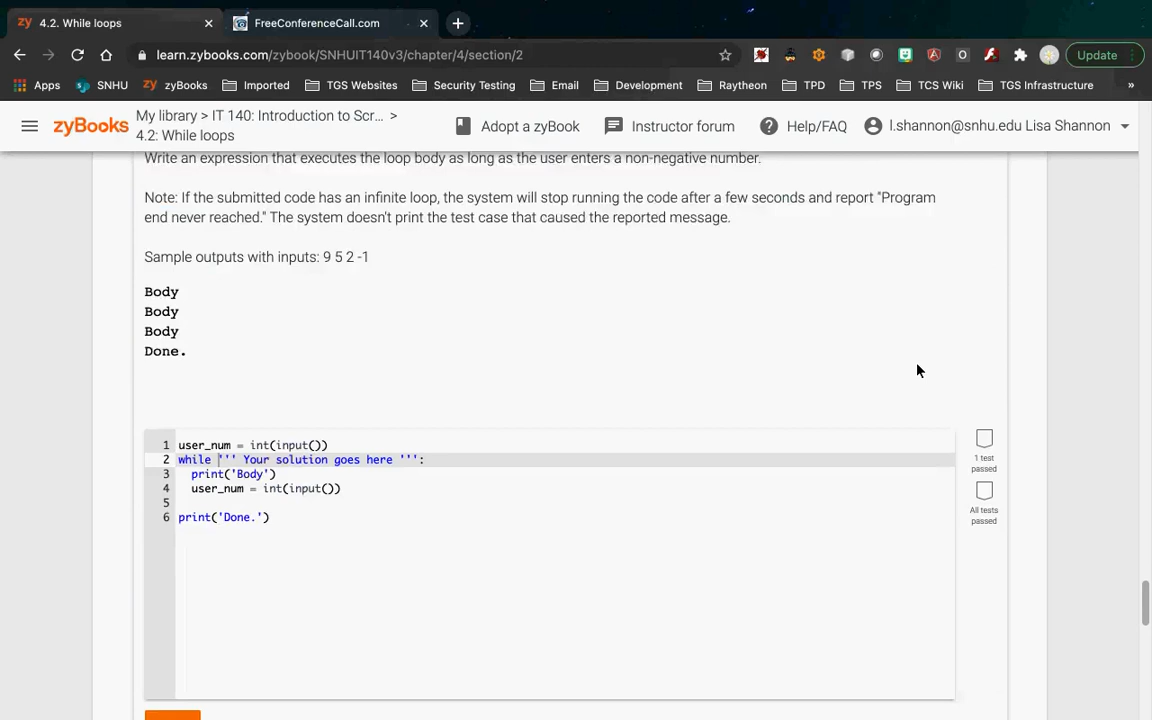 zy 4.2. While loops
FreeConferenceCall.com
learn.zybooks.com/zybook/SNHUIT140v3/chapter/4/section/2
Update
Apps SNHU zy zyBooks Imported TGS Websites Security Testing Email Development Raytheon TPD TPS TCS Wiki TGS Infrastructure »
zyBooks
My library > IT 140: Introduction to Scr... >
4.2: While loops
Adopt a zyBook
Instructor forum
Help/FAQ
l.shannon@snhu.edu Lisa Shannon
Write an expression that executes the loop body as long as the user enters a non-negative number.
Note: If the submitted code has an infinite loop, the system will stop running the code after a few seconds and report "Program
end never reached." The system doesn't print the test case that caused the reported message.
Sample outputs with inputs: 9 5 2 -1
Body
Body
Body
Done.
1 user_num = int(input())
2 while ''' Your solution goes here ''':
3 print('Body')
4 user_num = int(input())
5
6 print('Done.')
1 test
passed
All tests
passed